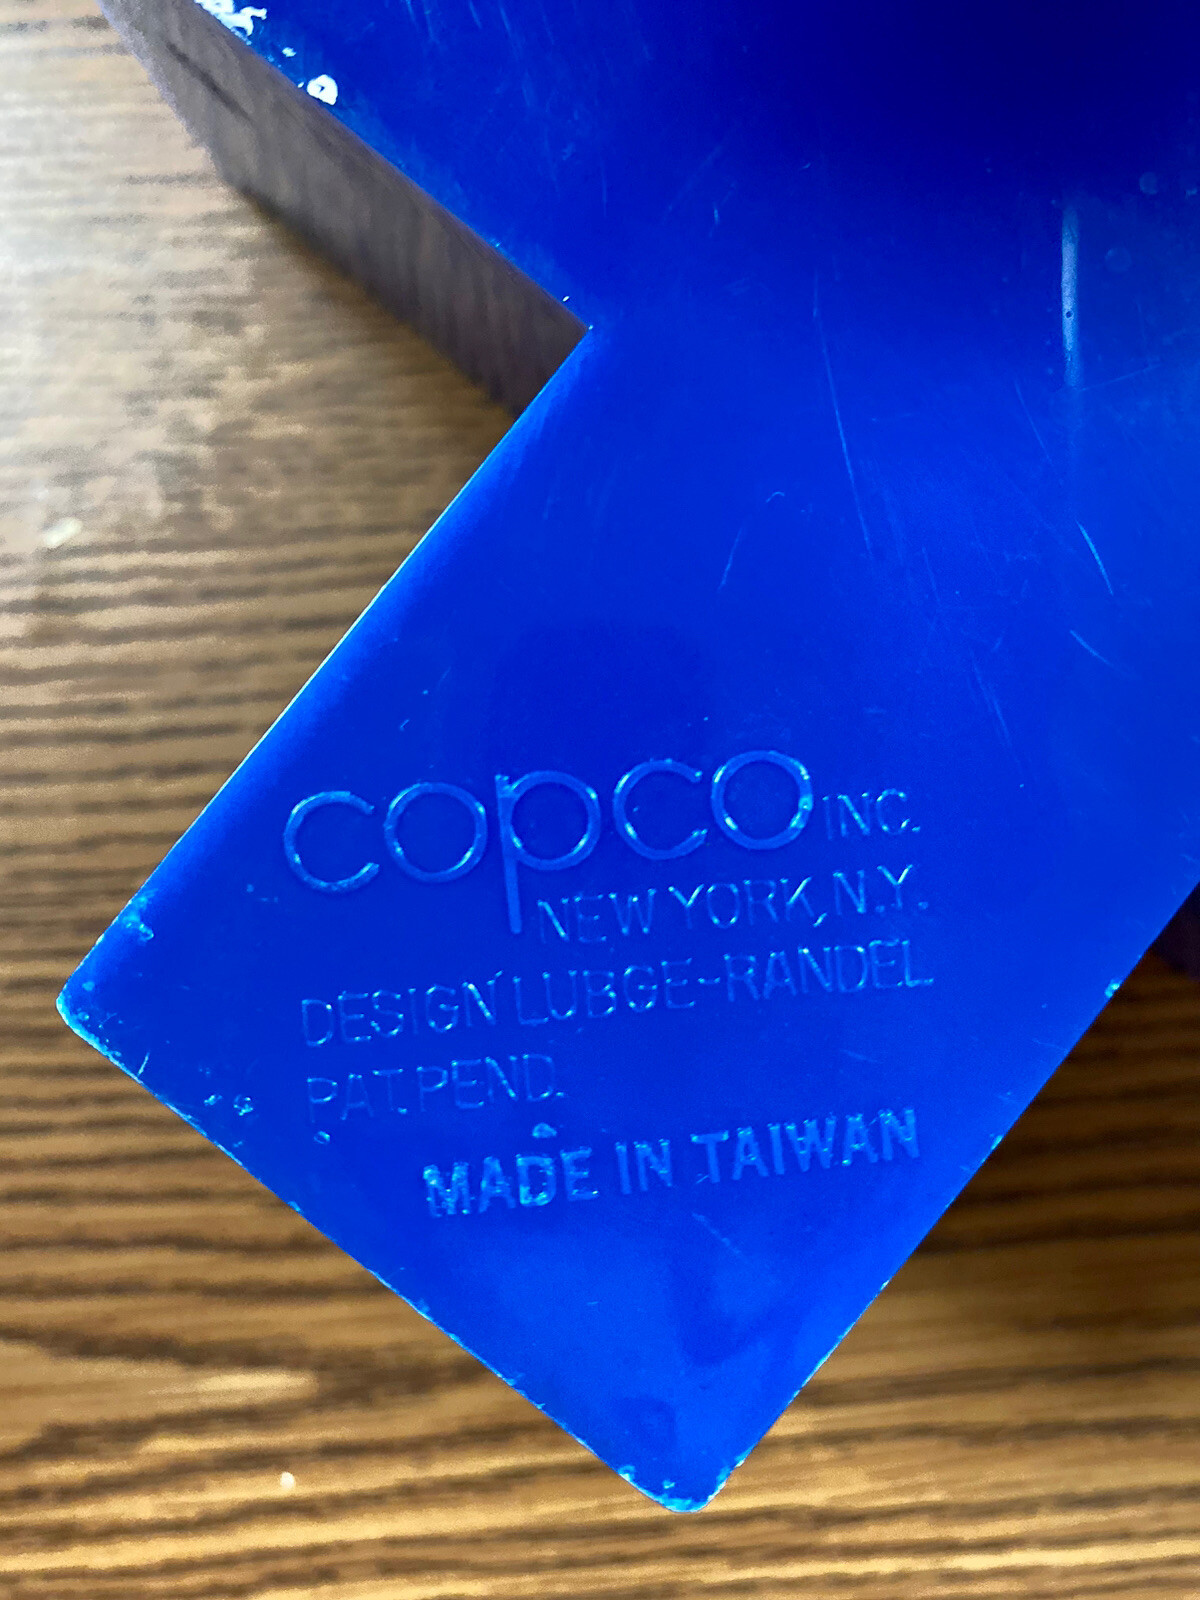 copco INC.
NEW YORK, N.Y.
DESIGN LUBGE-RANDEL
PAT. PEND.
MADE IN TAIWAN